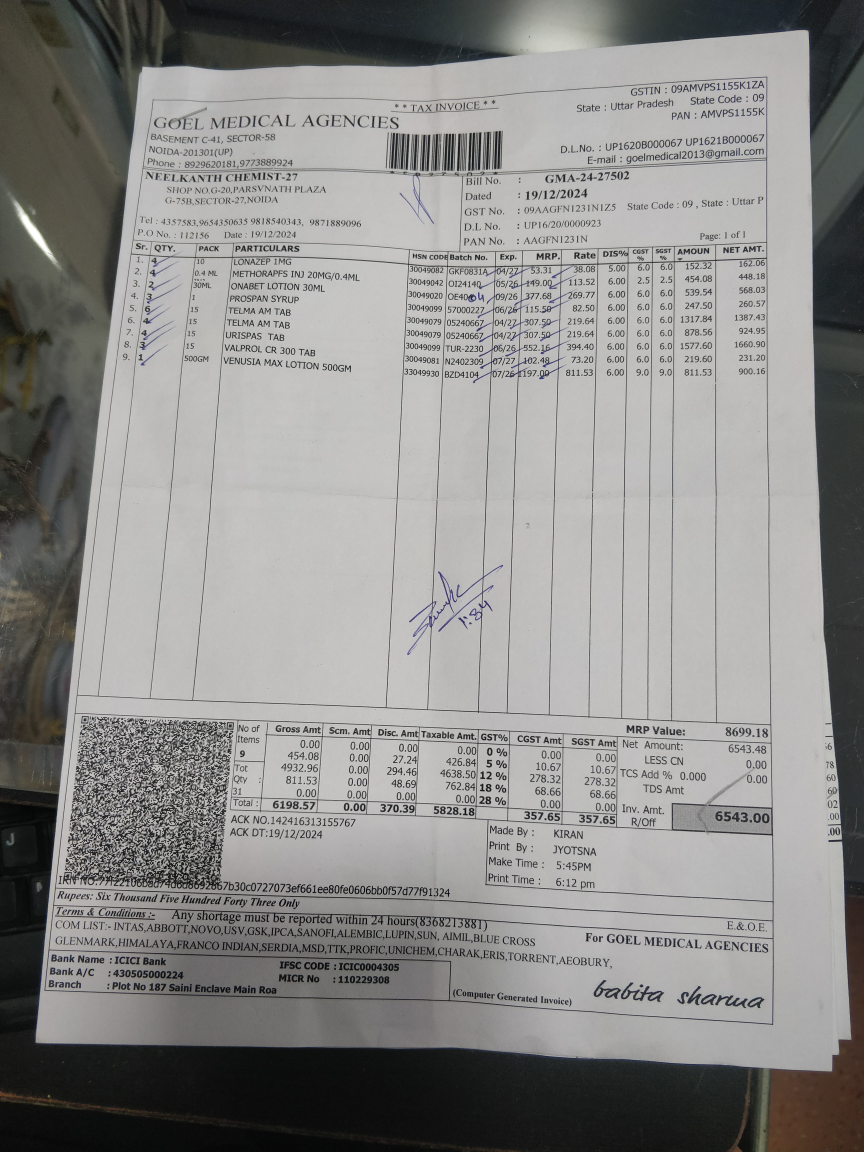 ** TAX INVOICE **
GSTIN : 09AMVPS1155K1ZA
State : Uttar Pradesh State Code : 09
PAN : AMVPS1155K
GOEL MEDICAL AGENCIES
BASEMENT C-41, SECTOR-58
NOIDA-201301(UP)
Phone : 8929620181,9773889924
D.L.No. : UP1620B000067 UP1621B000067
E-mail : goelmedical2013@gmail.com
NEELKANTH CHEMIST-27
SHOP NO.G-20,PARSVNATH PLAZA
G-75B,SECTOR-27,NOIDA
Tel : 4357583,9654350635 9818540343, 9871889096
P.O No. : 112156 Date : 19/12/2024
Bill No. : GMA-24-27502
Dated : 19/12/2024
GST No. : 09AAGFN1231N1Z5 State Code : 09 , State : Uttar P
D.L No. : UP16/20/0000923
PAN No. : AAGFN1231N Page: 1 of 1
Sr. QTY. PACK PARTICULARS HSN CODE Batch No. Exp. MRP. Rate DIS% CGST % SGST % AMOUN NET AMT.
1. 4 10 LONAZEP 1MG 30049082 GKF0831A 04/27 53.31 38.08 5.00 6.0 6.0 152.32 162.06
2. 4 0.4 ML METHORAPFS INJ 20MG/0.4ML 30049042 OI24140 05/26 149.00 113.52 6.00 2.5 2.5 454.08 448.18
3. 2 30ML ONABET LOTION 30ML 30049020 OE4004 09/26 377.68 269.77 6.00 6.0 6.0 539.54 568.03
4. 3 1 PROSPAN SYRUP 30049099 57000227 06/26 115.50 82.50 6.00 6.0 6.0 247.50 260.57
5. 6 15 TELMA AM TAB 30049079 05240667 04/27 307.50 219.64 6.00 6.0 6.0 1317.84 1387.43
6. 4 15 TELMA AM TAB 30049079 05240667 04/27 307.50 219.64 6.00 6.0 6.0 878.56 924.95
7. 4 15 URISPAS TAB 30049099 TUR-2230 06/26 552.16 394.40 6.00 6.0 6.0 1577.60 1660.90
8. 3 15 VALPROL CR 300 TAB 30049081 N2402309 07/27 102.48 73.20 6.00 6.0 6.0 219.60 231.20
9. 1 500GM VENUSIA MAX LOTION 500GM 33049930 BZD4104 07/26 1197.00 811.53 6.00 9.0 9.0 811.53 900.16
1:84
No of Items Gross Amt Scm. Amt Disc. Amt Taxable Amt. GST% CGST Amt SGST Amt
9 0.00 0.00 0.00 0.00 0 % 0.00 0.00
454.08 0.00 27.24 426.84 5 % 10.67 10.67
Tot 4932.96 0.00 294.46 4638.50 12 % 278.32 278.32
Qty : 811.53 0.00 48.69 762.84 18 % 68.66 68.66
31 0.00 0.00 0.00 0.00 28 % 0.00 0.00
Total : 6198.57 0.00 370.39 5828.18 357.65 357.65
MRP Value: 8699.18
Net Amount: 6543.48
LESS CN 0.00
TCS Add % 0.000 0.00
TDS Amt
Inv. Amt. 6543.00
R/Off
ACK NO.142416313155767
ACK DT:19/12/2024
Made By : KIRAN
Print By : JYOTSNA
Make Time : 5:45PM
Print Time : 6:12 pm
Rupees: Six Thousand Five Hundred Forty Three Only
Terms & Conditions :- Any shortage must be reported within 24 hours(8368213881) E.& O.E.
COM LIST:- INTAS,ABBOTT,NOVO,USV,GSK,IPCA,SANOFI,ALEMBIC,LUPIN,SUN, AIMIL,BLUE CROSS
GLENMARK,HIMALAYA,FRANCO INDIAN,SERDIA,MSD,TTK,PROFIC,UNICHEM,CHARAK,ERIS,TORRENT,AEOBURY,
For GOEL MEDICAL AGENCIES
Bank Name : ICICI Bank IFSC CODE : ICIC0004305
Bank A/C : 430505000224 MICR No : 110229308
Branch : Plot No 187 Saini Enclave Main Roa
(Computer Generated Invoice)
babita sharma